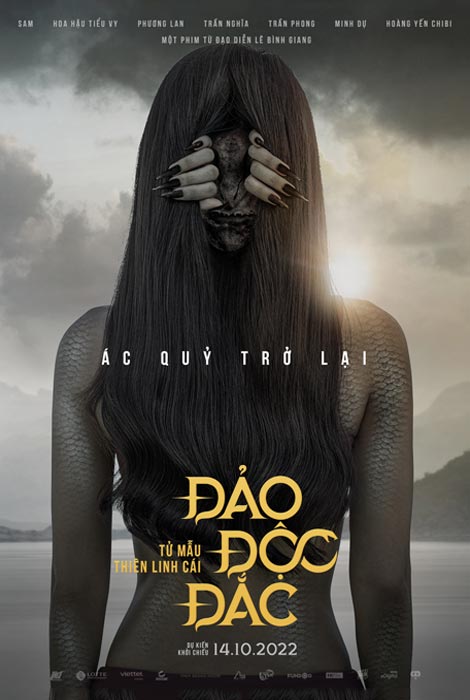 SAM HOA HẬU TIỂU VY PHƯƠNG LAN TRẦN NGHĨA TRẦN PHONG MINH DỰ HOÀNG YẾN CHIBI
MỘT PHIM TỪ ĐẠO DIỄN LÊ BÌNH GIANG
ÁC QUỶ TRỞ LẠI
ĐẢO
TỬ MẪU
THIÊN LINH CÁI
ĐỘC
ĐẮC
DỰ KIẾN
KHỞI CHIẾU 14.10.2022
LOTTE
viettel